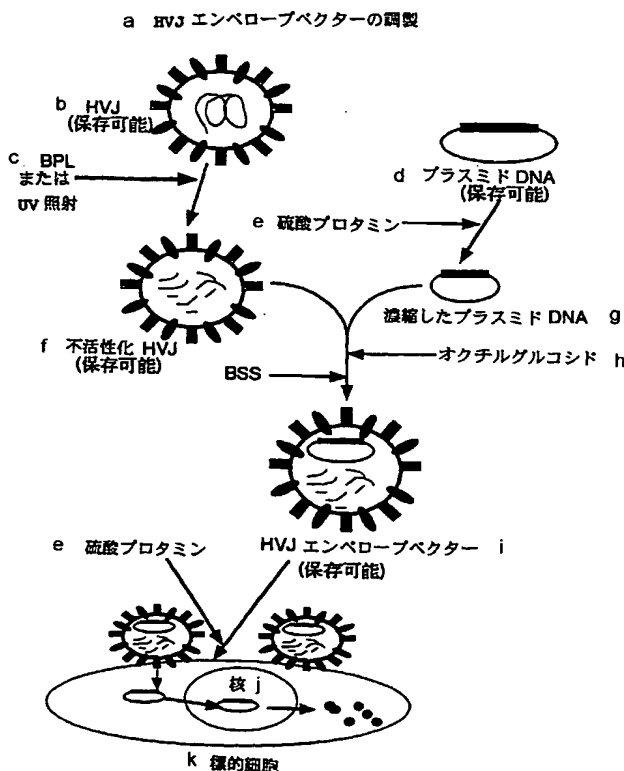 a HVJ エンベロープベクターの調製
b HVJ
(保存可能)
c. BPL
または
UV 照射
d プラスミド DNA
(保存可能)
e 硫酸プロタミン
濃縮したプラスミド DNA g
f 不活性化 HVJ
(保存可能)
オクチルグルコシド h
BSS
e 硫酸プロタミン
HVJ エンベロープベクター i
(保存可能)
核 j
k 標的細胞